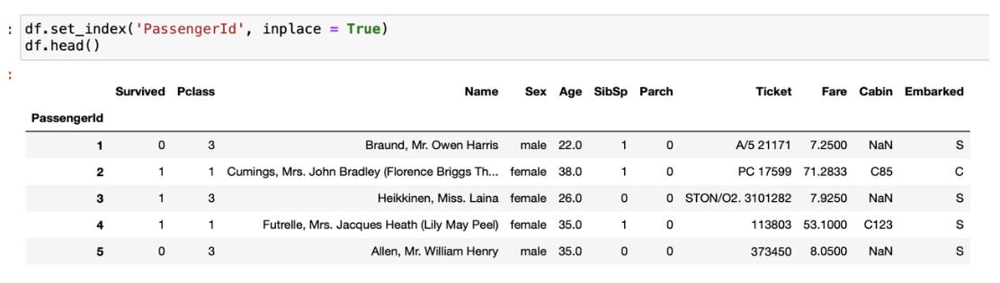 df.set_index('PassengerId', inplace = True)
df.head()
Survived Pclass Name Sex Age SibSp Parch Ticket Fare Cabin Embarked
PassengerId
1 0 3 Braund, Mr. Owen Harris male 22.0 1 0 A/5 21171 7.2500 NaN S
2 1 1 Cumings, Mrs. John Bradley (Florence Briggs Th... female 38.0 1 0 PC 17599 71.2833 C85 C
3 1 3 Heikkinen, Miss. Laina female 26.0 0 0 STON/O2. 3101282 7.9250 NaN S
4 1 1 Futrelle, Mrs. Jacques Heath (Lily May Peel) female 35.0 1 0 113803 53.1000 C123 S
5 0 3 Allen, Mr. William Henry male 35.0 0 0 373450 8.0500 NaN S